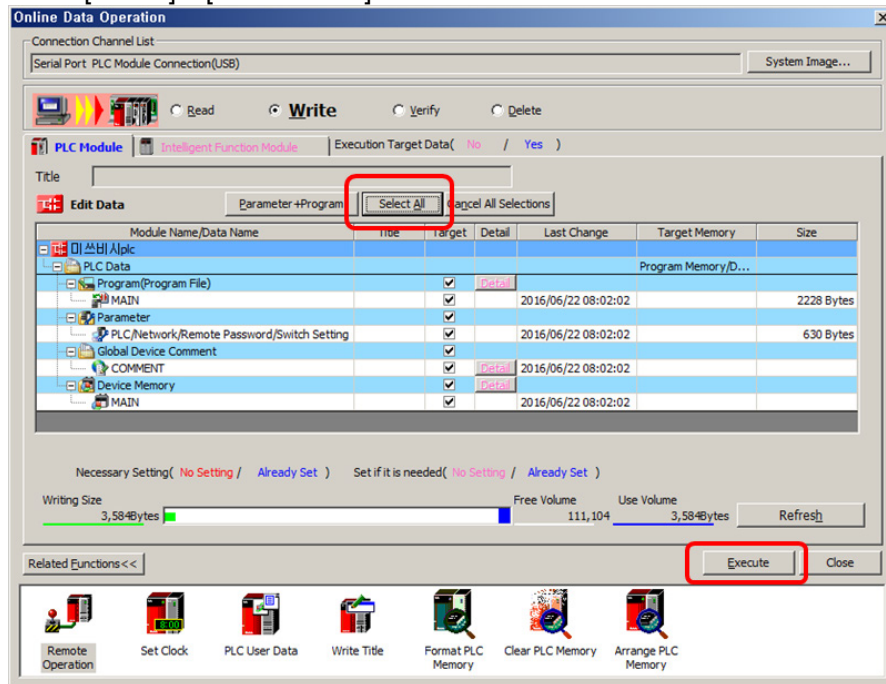 Online Data Operation
Connection Channel List
Serial Port PLC Module Connection(USB)
System Image...
Read Write Verify Delete
PLC Module Intelligent Function Module Execution Target Data( No / Yes )
Title
Edit Data Parameter+Program Select All Cancel All Selections
Module Name/Data Name Title Target Detail Last Change Target Memory Size
미쓰비시plc
PLC Data Program Memory/D...
Program(Program File) Detail
MAIN 2016/06/22 08:02:02 2228 Bytes
Parameter
PLC/Network/Remote Password/Switch Setting 2016/06/22 08:02:02 630 Bytes
Global Device Comment
COMMENT Detail 2016/06/22 08:02:02
Device Memory Detail
MAIN 2016/06/22 08:02:02
Necessary Setting( No Setting / Already Set ) Set if it is needed( No Setting / Already Set )
Writing Size Free Volume Use Volume
3,584Bytes 111,104 3,584Bytes Refresh
Related Functions<< Execute Close
Remote Operation
Set Clock
PLC User Data
Write Title
Format PLC Memory
Clear PLC Memory
Arrange PLC Memory